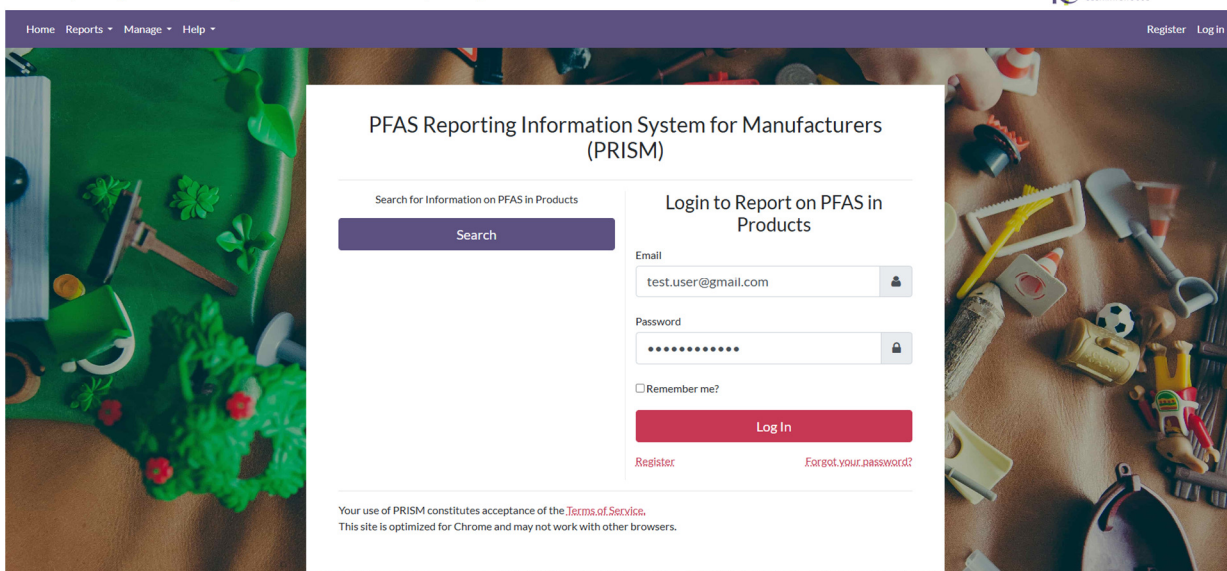 Home Reports Manage Help Register Log in
PFAS Reporting Information System for Manufacturers
(PRISM)
Search for Information on PFAS in Products
Search
Login to Report on PFAS in
Products
Email
test.user@gmail.com
Password
Remember me?
Log In
Register Forgot your password?
Your use of PRISM constitutes acceptance of the Terms of Service.
This site is optimized for Chrome and may not work with other browsers.